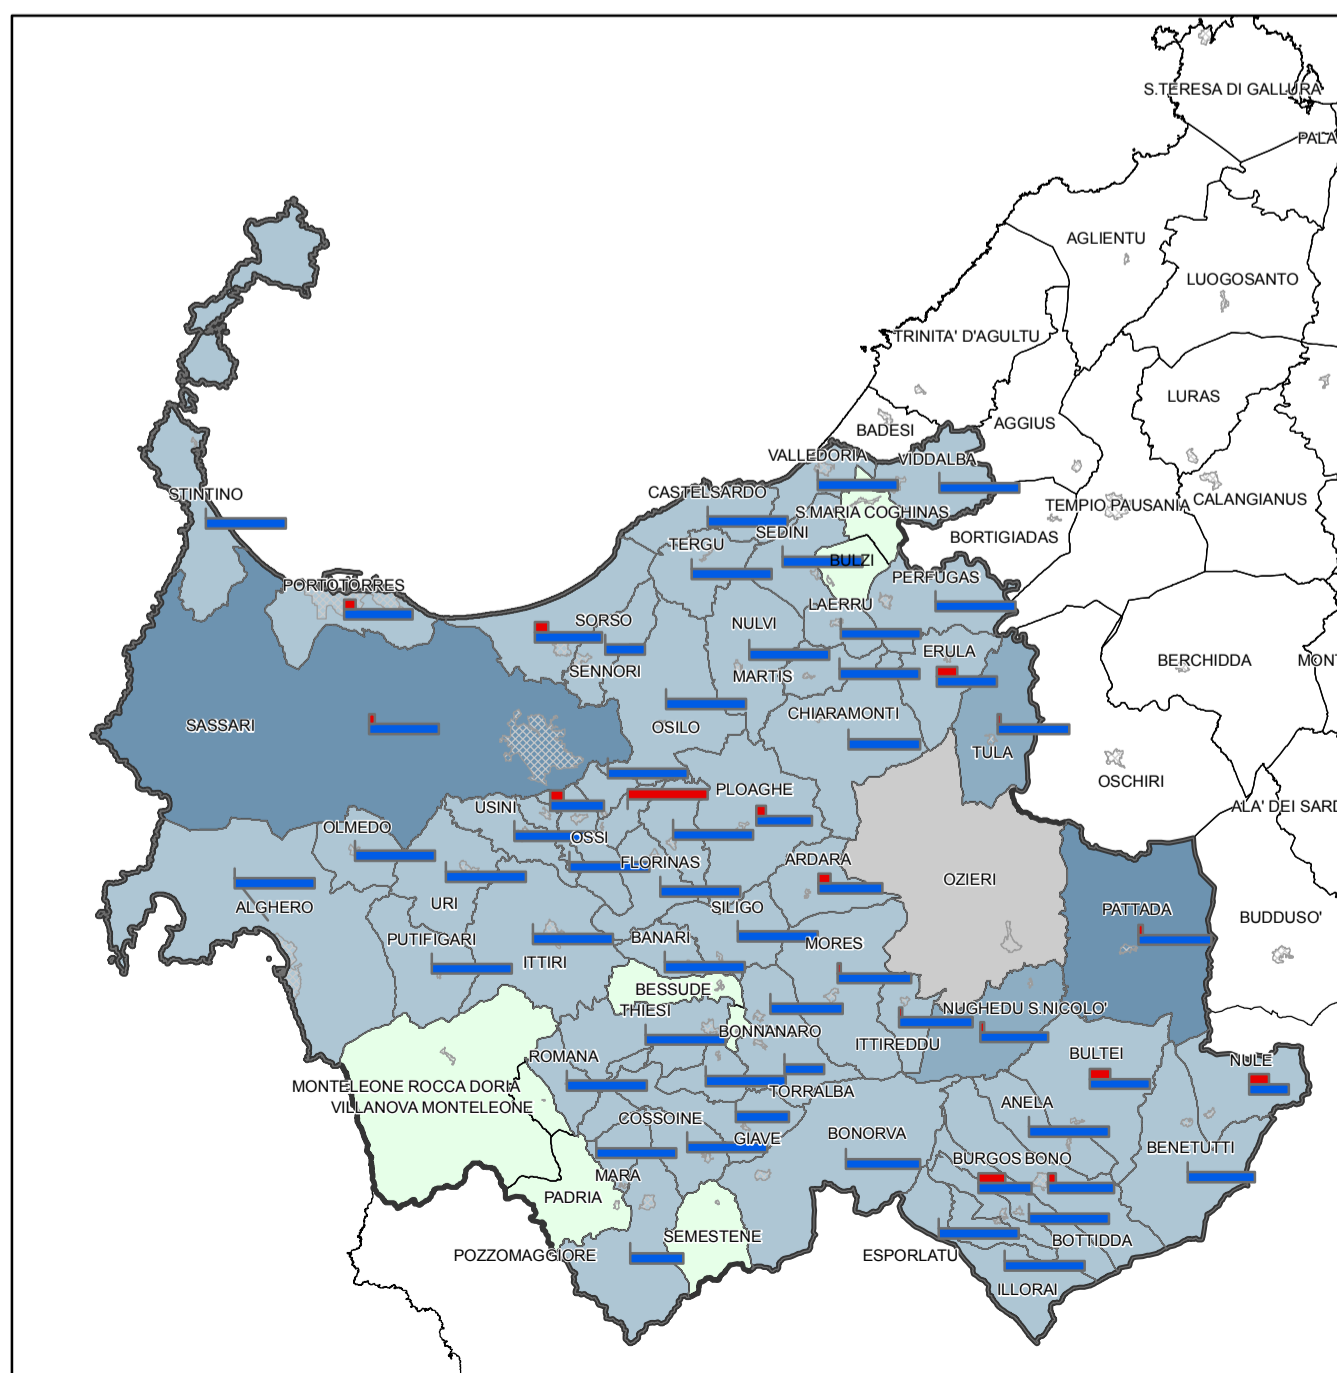 S.TERESA DI GALLURA
PALA
AGLIENTU
LUOGOSANTO
TRINITA' D'AGULTU
LURAS
AGGIUS
BADESI
VALLEDORIA
VIDDALBA
STINTINO
CASTELSARDO
TEMPIO PAUSANIA
CALANGIANUS
S.MARIA COGHINAS
SEDINI
BORTIGIADAS
TERGU
BULZI
PERFUGAS
PORTOTORRES
LAERRU
SORSO
NULVI
ERULA
BERCHIDDA
MONT
SENNORI
MARTIS
CHIARAMONTI
SASSARI
OSILO
TULA
OSCHIRI
PLOAGHE
USINI
ALA' DEI SARD
OLMEDO
OSSI
FLORINAS
ARDARA
OZIERI
URI
ALGHERO
SILIGO
PATTADA
BUDDUSO'
PUTIFIGARI
BANARI
MORES
ITTIRI
BESSUDE
THIESI
NUGHEDU S.NICOLO'
BONNANARO
ITTIREDDU
ROMANA
BULTEI
NULE
MONTELEONE ROCCA DORIA
TORRALBA
VILLANOVA MONTELEONE
ANELA
COSSOINE
GIAVE
BONORVA
BENETUTTI
BURGOS
BONO
MARA
PADRIA
SEMESTENE
BOTTIDDA
POZZOMAGGIORE
ESPORLATU
ILLORAI